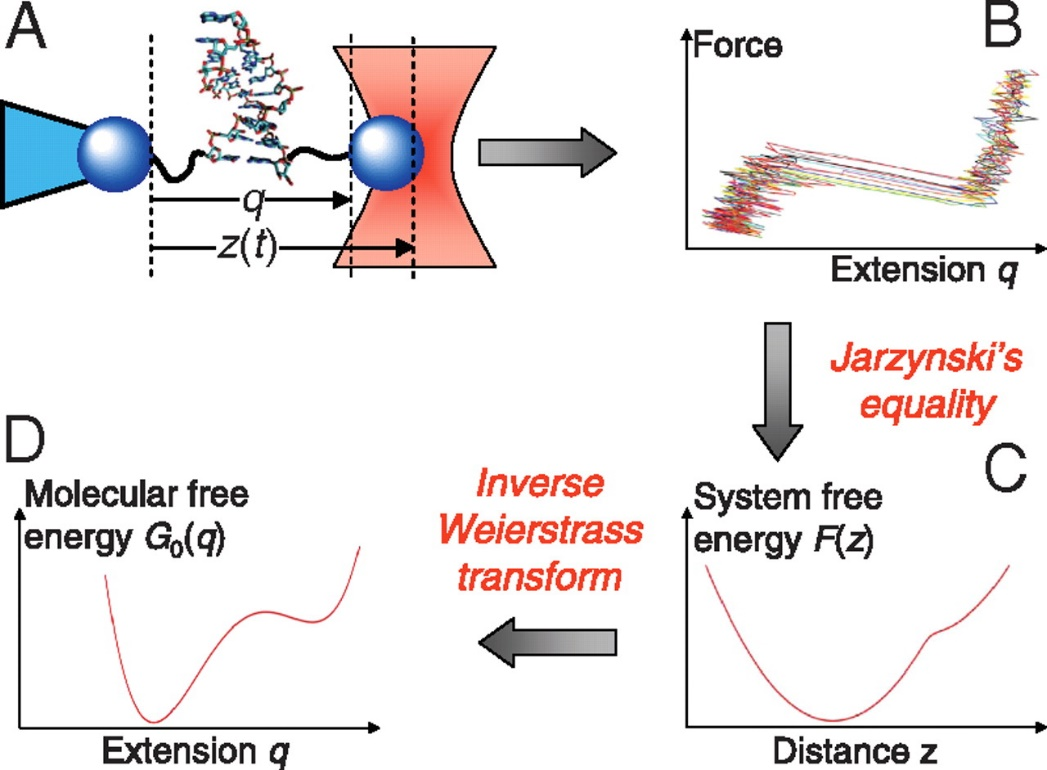 A
q
z(t)
B
Force
Extension q
Jarzynski's
equality
C
System free
energy F(z)
Distance z
Inverse
Weierstrass
transform
D
Molecular free
energy G₀(q)
Extension q